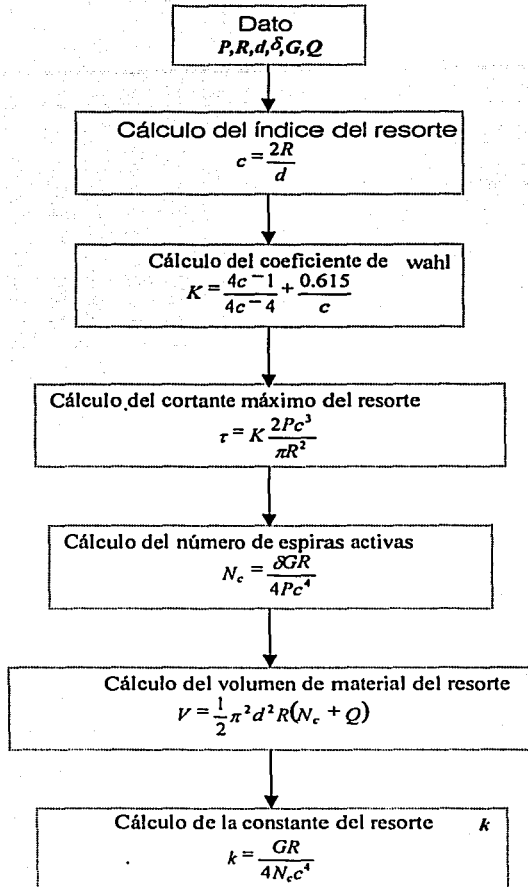 Dato
P,R,d,δ,G,Q
Cálculo del índice del resorte
c = 2R/d
Cálculo del coeficiente de wahl
K = (4c − 1)/(4c − 4) + 0.615/c
Cálculo del cortante máximo del resorte
τ = K 2Pc³/πR²
Cálculo del número de espiras activas
N_c = δGR/4Pc⁴
Cálculo del volumen de material del resorte
V = 1/2 π²d²R(N_c + Q)
Cálculo de la constante del resorte k
k = GR/4N_cc⁴